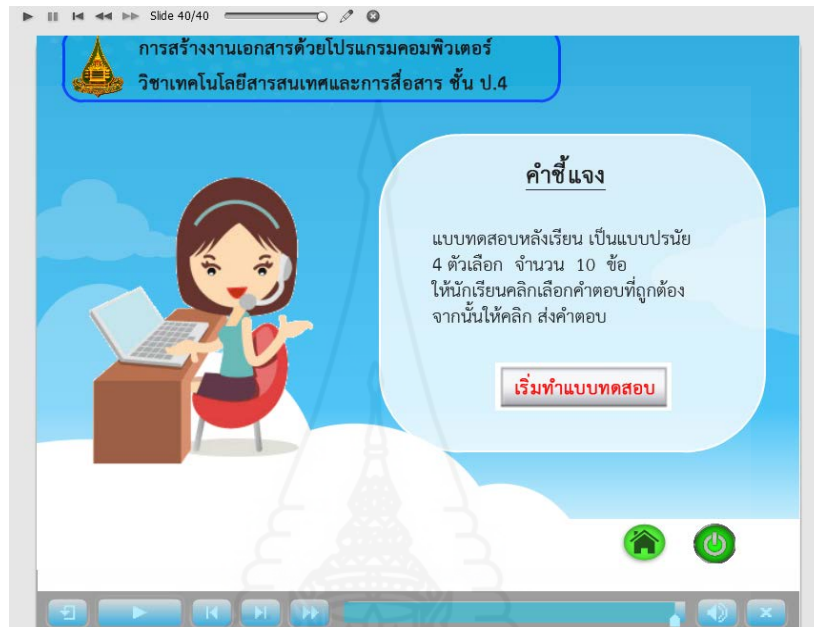 Slide 40/40
การสร้างงานเอกสารด้วยโปรแกรมคอมพิวเตอร์
วิชาเทคโนโลยีสารสนเทศและการสื่อสาร ชั้น ป.4
คำชี้แจง
แบบทดสอบหลังเรียน เป็นแบบปรนัย
4 ตัวเลือก จำนวน 10 ข้อ
ให้นักเรียนคลิกเลือกคำตอบที่ถูกต้อง
จากนั้นให้คลิก ส่งคำตอบ
เริ่มทำแบบทดสอบ